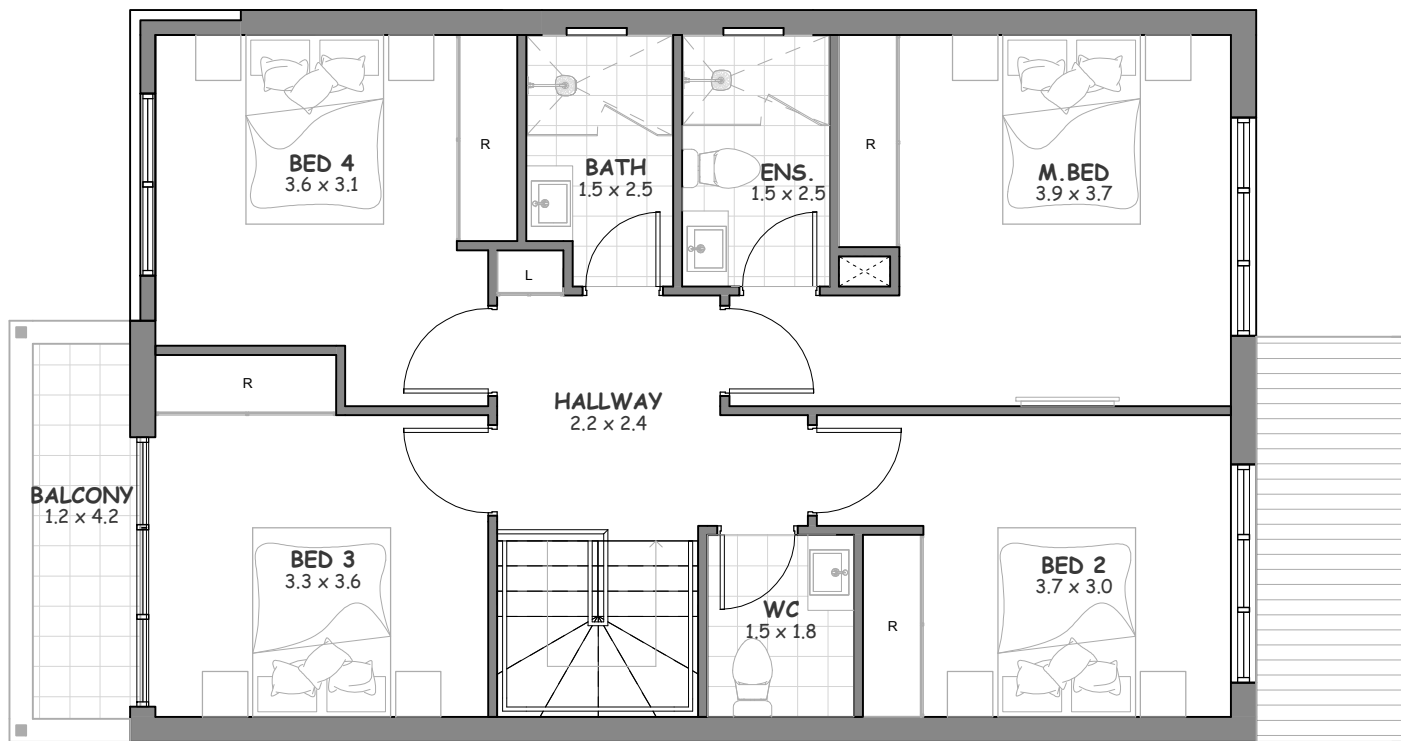 BED 4
3.6 x 3.1
R
BATH
1.5 x 2.5
ENS.
1.5 x 2.5
R
M.BED
3.9 x 3.7
L
R
HALLWAY
2.2 x 2.4
BALCONY
1.2 x 4.2
BED 3
3.3 x 3.6
WC
1.5 x 1.8
R
BED 2
3.7 x 3.0